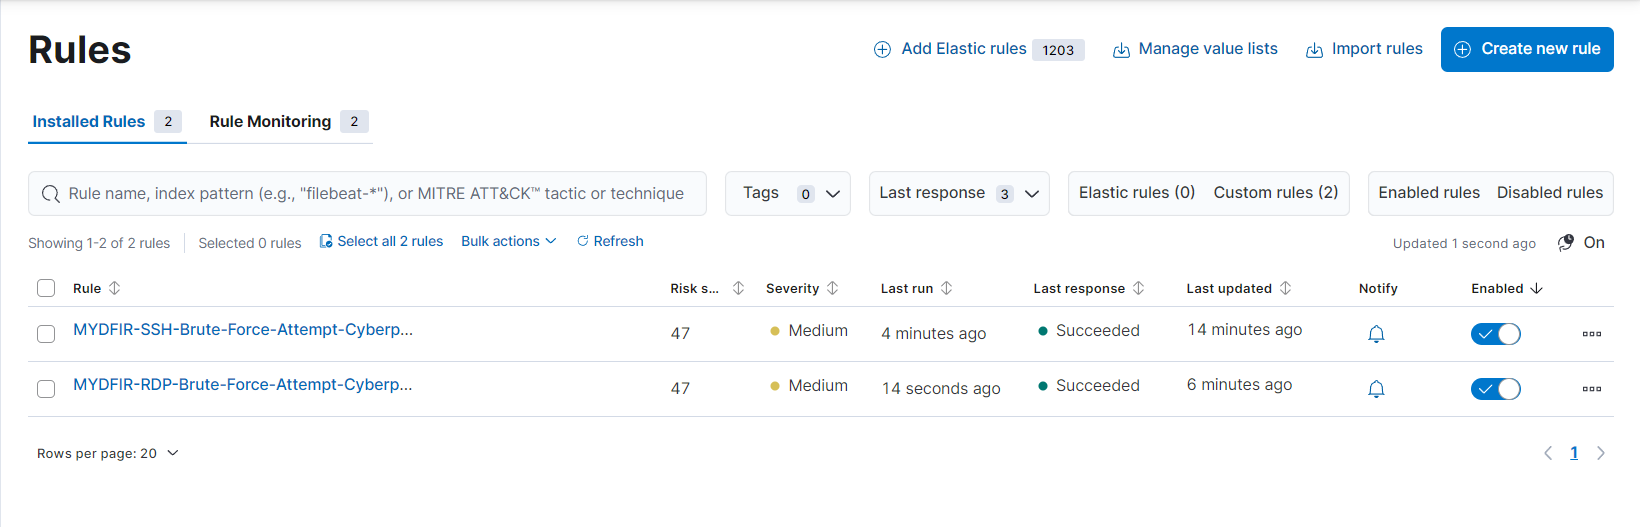 Rules
Add Elastic rules 1203 Manage value lists Import rules Create new rule
Installed Rules 2 Rule Monitoring 2
Rule name, index pattern (e.g., "filebeat-*"), or MITRE ATT&CK™ tactic or technique Tags 0 Last response 3 Elastic rules (0) Custom rules (2) Enabled rules Disabled rules
Showing 1-2 of 2 rules Selected 0 rules Select all 2 rules Bulk actions Refresh Updated 1 second ago On
Rule Risk s... Severity Last run Last response Last updated Notify Enabled
MYDFIR-SSH-Brute-Force-Attempt-Cyberp... 47 Medium 4 minutes ago Succeeded 14 minutes ago
MYDFIR-RDP-Brute-Force-Attempt-Cyberp... 47 Medium 14 seconds ago Succeeded 6 minutes ago
Rows per page: 20 1